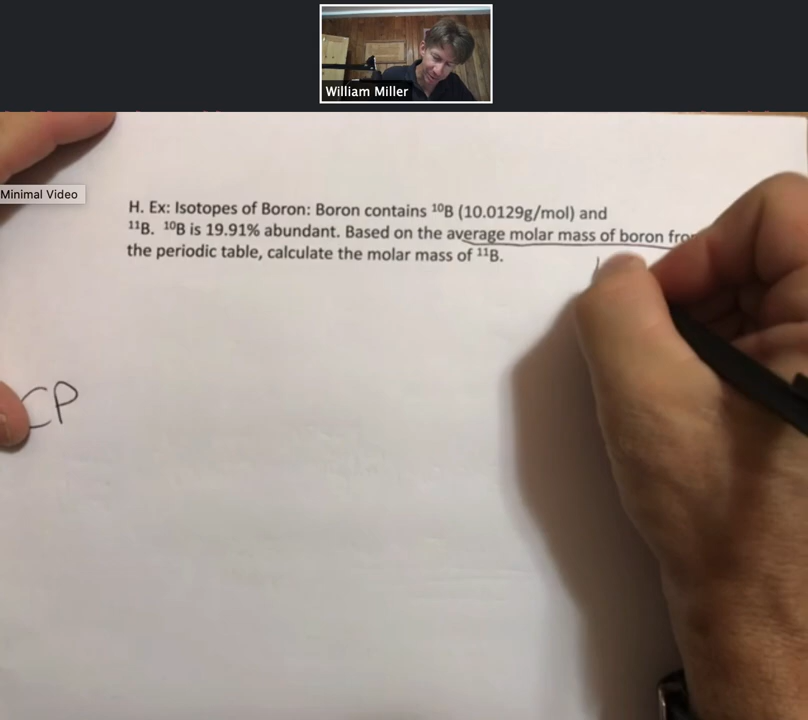 William Miller
Minimal Video
H. Ex: Isotopes of Boron: Boron contains ¹⁰B (10.0129g/mol) and
¹¹B. ¹⁰B is 19.91% abundant. Based on the average molar mass of boron from
the periodic table, calculate the molar mass of ¹¹B.
CP